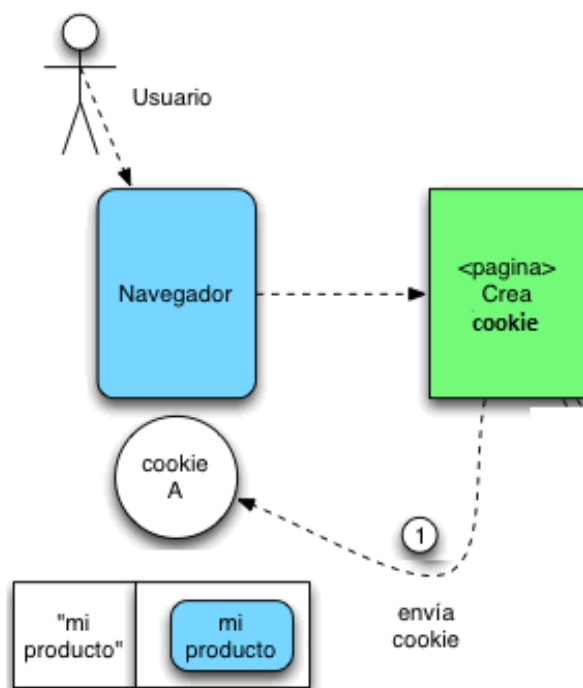 Usuario
Navegador
<pagina>
Crea
cookie
cookie
A
1
envía
cookie
"mi
producto"
mi
producto